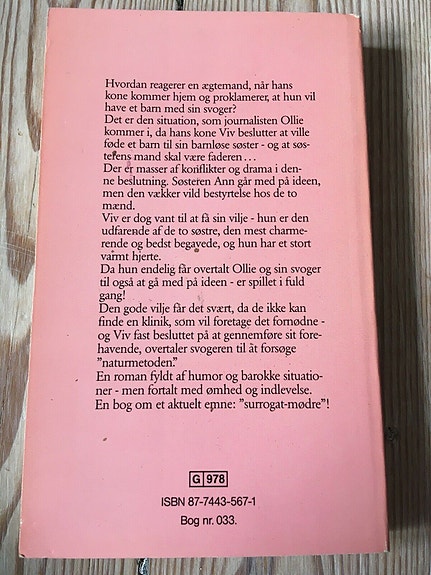 Hvordan reagerer en ægtemand, når hans
kone kommer hjem og proklamerer, at hun vil
have et barn med sin svoger?
Det er den situation, som journalisten Ollie
kommer i, da hans kone Viv beslutter at ville
føde et barn til sin barnløse søster - og at søs-
terens mand skal være faderen ...
Der er masser af konflikter og drama i den-
ne beslutning. Søsteren Ann går med på ideen,
men den vækker vild bestyrtelse hos de to
mænd.
Viv er dog vant til at få sin vilje - hun er den
udfarende af de to søstre, den mest charme-
rende og bedst begavede, og hun har et stort
varmt hjerte.
Da hun endelig får overtalt Ollie og sin svoger
til også at gå med på ideen - er spillet i fuld
gang!
Den gode vilje får det svært, da de ikke kan
finde en klinik, som vil foretage det fornødne -
og Viv fast besluttet på at gennemføre sit fore-
havende, overtaler svogeren til at forsøge
"naturmetoden".
En roman fyldt af humor og barokke situatio-
ner - men fortalt med ømhed og indlevelse.
En bog om et aktuelt epne: "surrogat-mødre"!
G 978
ISBN 87-7443-567-1
Bog nr. 033.